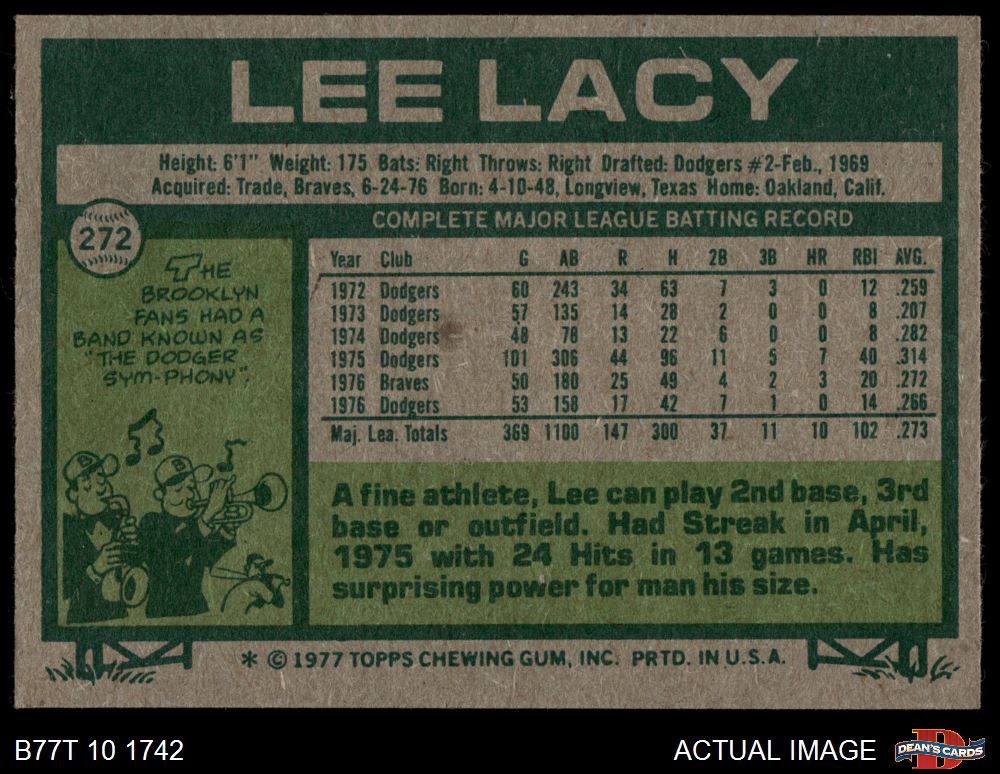 LEE LACY
Height: 6'1" Weight: 175 Bats: Right Throws: Right Drafted: Dodgers #2-Feb., 1969
Acquired: Trade, Braves, 6-24-76 Born: 4-10-48, Longview, Texas Home: Oakland, Calif.
272
THE
BROOKLYN
FANS HAD A
BAND KNOWN AS
"THE DODGER
SYM-PHONY".
COMPLETE MAJOR LEAGUE BATTING RECORD
Year Club G AB R H 2B 3B HR RBI AVG.
1972 Dodgers 60 243 34 63 7 3 0 12 .259
1973 Dodgers 57 135 14 28 2 0 0 8 .207
1974 Dodgers 48 78 13 22 6 0 0 8 .282
1975 Dodgers 101 306 44 96 11 5 7 40 .314
1976 Braves 50 180 25 49 4 2 3 20 .272
1976 Dodgers 53 158 17 42 7 1 0 14 .266
Maj. Lea. Totals 369 1100 147 300 37 11 10 102 .273
A fine athlete, Lee can play 2nd base, 3rd
base or outfield. Had Streak in April,
1975 with 24 Hits in 13 games. Has
surprising power for man his size.
* © 1977 TOPPS CHEWING GUM, INC. PRTD. IN U.S.A.
B77T 10 1742
ACTUAL IMAGE
D
DEAN'S CARDS